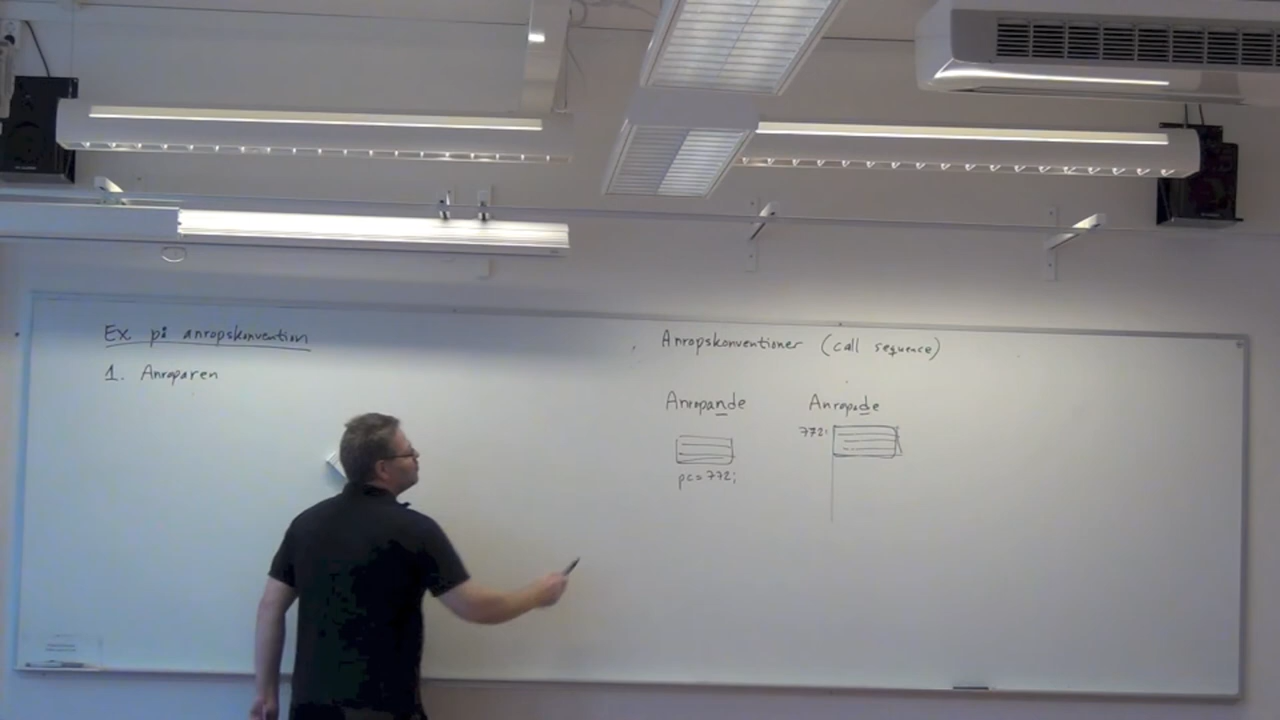 Ex på anropskonvention
1. Anroparen
Anropskonventioner (call sequence)
Anropande
Anropade
772:
pc=772;